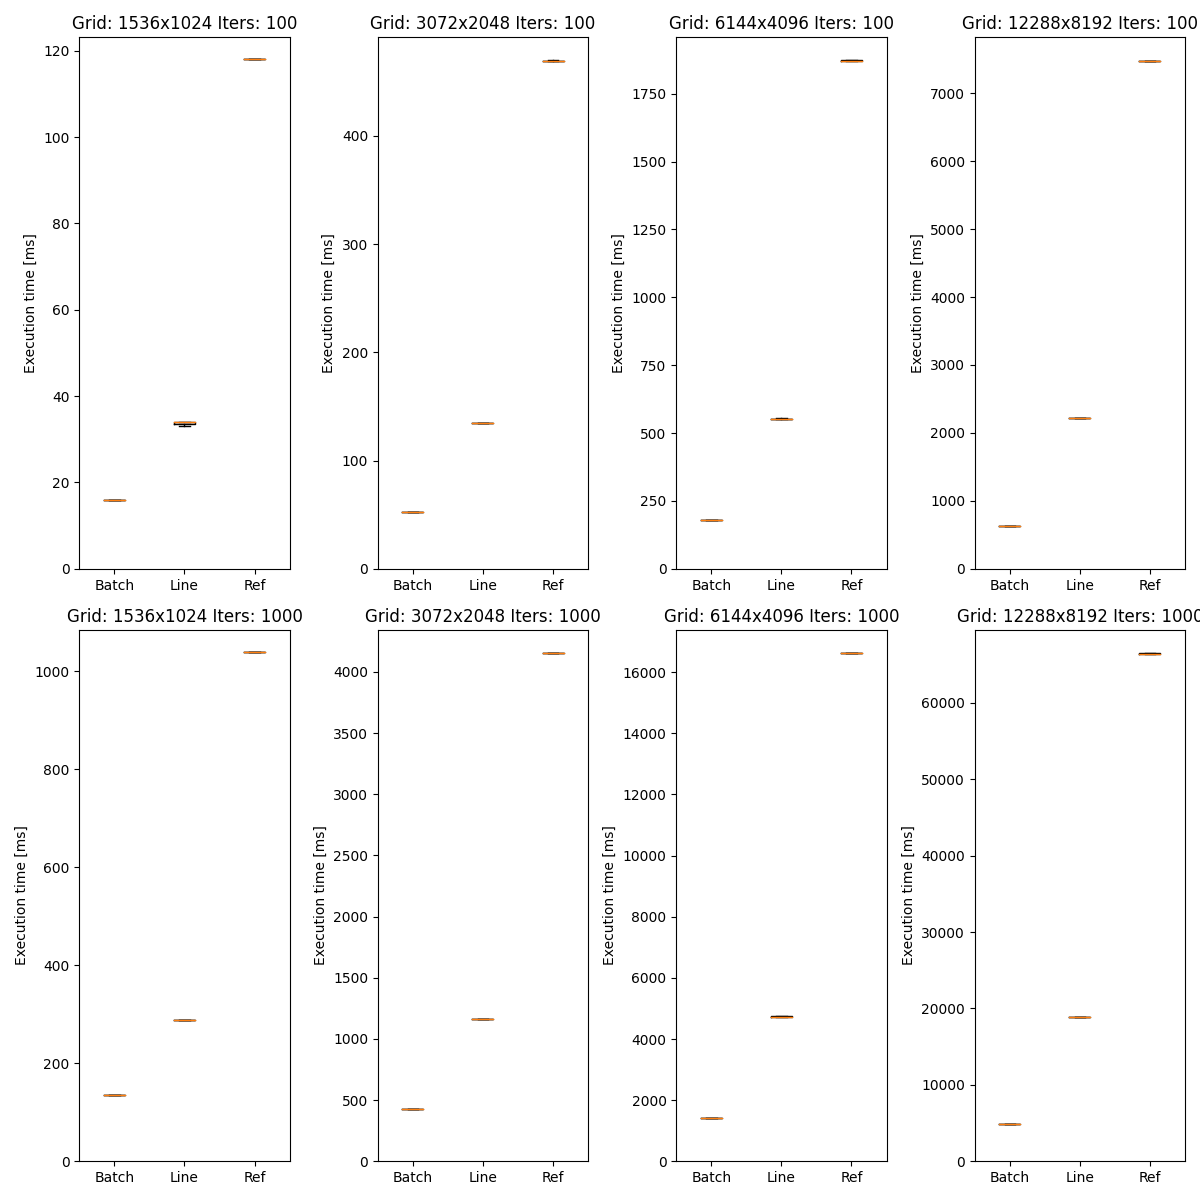 Grid: 1536x1024 Iters: 100
Execution time [ms]
120
100
80
60
40
20
0
Batch Line Ref
Grid: 3072x2048 Iters: 100
Execution time [ms]
400
300
200
100
0
Batch Line Ref
Grid: 6144x4096 Iters: 100
Execution time [ms]
1750
1500
1250
1000
750
500
250
0
Batch Line Ref
Grid: 12288x8192 Iters: 100
Execution time [ms]
7000
6000
5000
4000
3000
2000
1000
0
Batch Line Ref
Grid: 1536x1024 Iters: 1000
Execution time [ms]
1000
800
600
400
200
0
Batch Line Ref
Grid: 3072x2048 Iters: 1000
Execution time [ms]
4000
3500
3000
2500
2000
1500
1000
500
0
Batch Line Ref
Grid: 6144x4096 Iters: 1000
Execution time [ms]
16000
14000
12000
10000
8000
6000
4000
2000
0
Batch Line Ref
Grid: 12288x8192 Iters: 1000
Execution time [ms]
60000
50000
40000
30000
20000
10000
0
Batch Line Ref